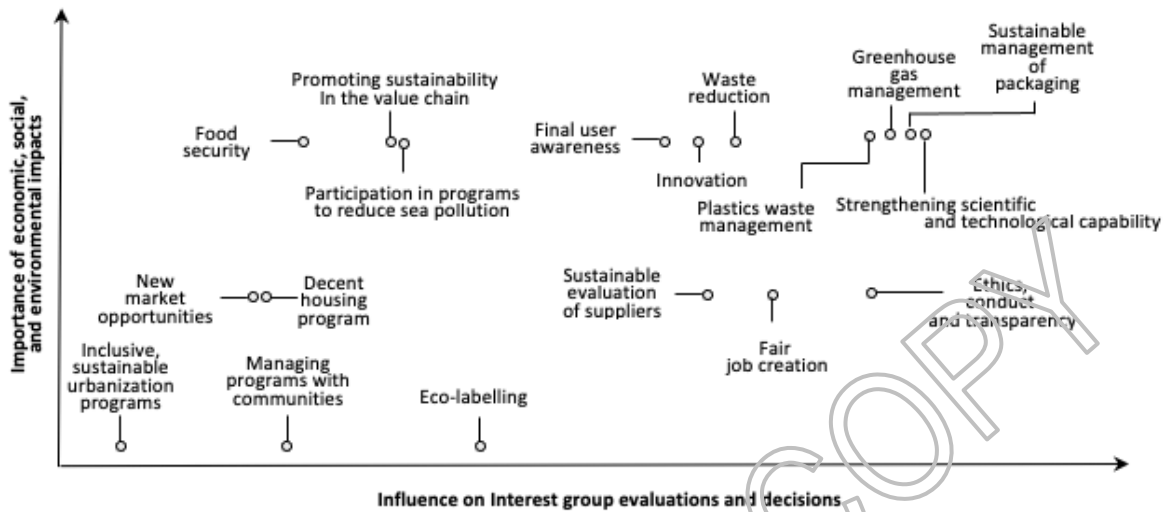 Importance of economic, social,
and environmental impacts
Promoting sustainability
In the value chain
Food
security
Participation in programs
to reduce sea pollution
Final user
awareness
Waste
reduction
Innovation
Greenhouse
gas
management
Sustainable
management
of
packaging
Plastics waste
management
Strengthening scientific
and technological capability
New
market
opportunities
Decent
housing
program
Sustainable
evaluation
of suppliers
Fair
job creation
Ethics,
conduct
and transparency
Inclusive,
sustainable
urbanization
programs
Managing
programs with
communities
Eco-labelling
Influence on Interest group evaluations and decisions
COPY